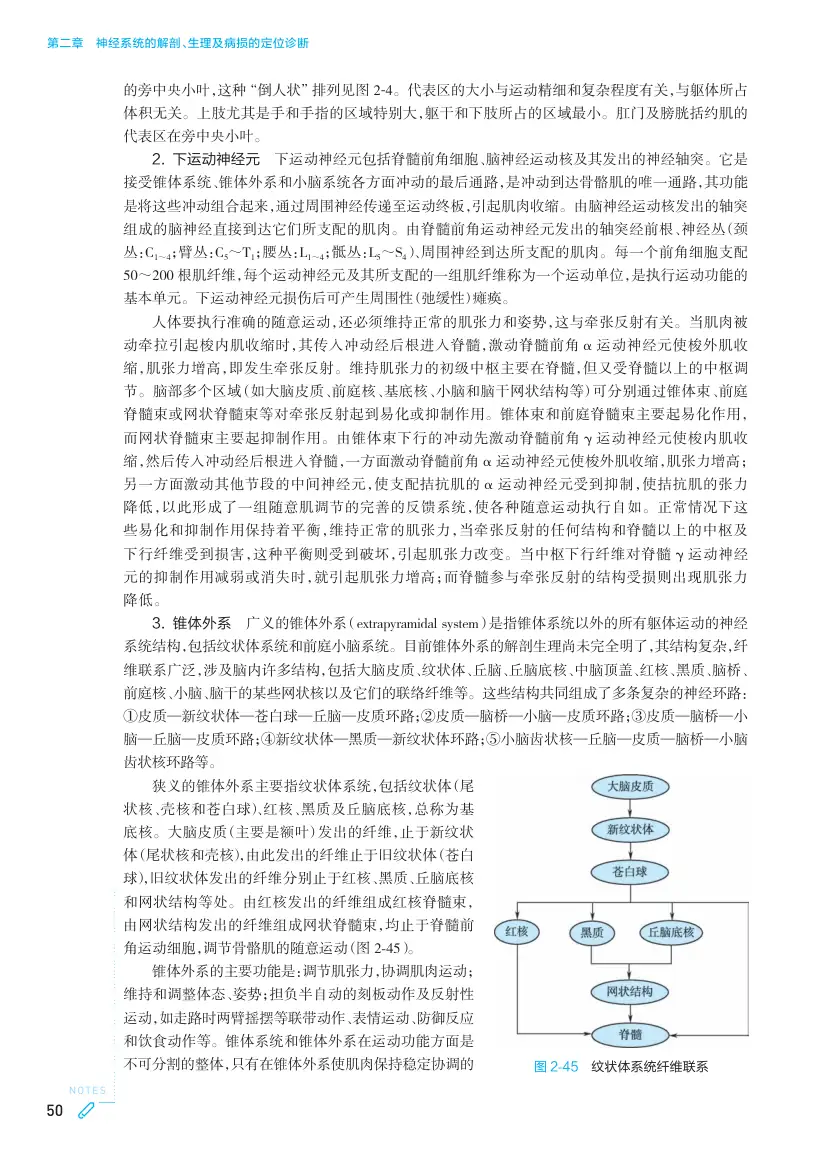 第二章　神经系统的解剖、生理及病损的定位诊断
的旁中央小叶，这种“倒人状”排列见图 2-4。代表区的大小与运动精细和复杂程度有关，与躯体所占
体积无关。上肢尤其是手和手指的区域特别大，躯干和下肢所占的区域最小。肛门及膀胱括约肌的
代表区在旁中央小叶。
2. 下运动神经元　下运动神经元包括脊髓前角细胞、脑神经运动核及其发出的神经轴突。它是
接受锥体系统、锥体外系和小脑系统各方面冲动的最后通路，是冲动到达骨骼肌的唯一通路，其功能
是将这些冲动组合起来，通过周围神经传递至运动终板，引起肌肉收缩。由脑神经运动核发出的轴突
组成的脑神经直接到达它们所支配的肌肉。由脊髓前角运动神经元发出的轴突经前根、神经丛（颈
丛：C₁～₄；臂丛：C₅～T₁；腰丛：L₁～₄；骶丛：L₅～S₄）、周围神经到达所支配的肌肉。每一个前角细胞支配
50～200 根肌纤维，每个运动神经元及其所支配的一组肌纤维称为一个运动单位，是执行运动功能的
基本单元。下运动神经元损伤后可产生周围性（弛缓性）瘫痪。
人体要执行准确的随意运动，还必须维持正常的肌张力和姿势，这与牵张反射有关。当肌肉被
动牵拉引起梭内肌收缩时，其传入冲动经后根进入脊髓，激动脊髓前角 α 运动神经元使梭外肌收
缩，肌张力增高，即发生牵张反射。维持肌张力的初级中枢主要在脊髓，但又受脊髓以上的中枢调
节。脑部多个区域（如大脑皮质、前庭核、基底核、小脑和脑干网状结构等）可分别通过锥体束、前庭
脊髓束或网状脊髓束等对牵张反射起到易化或抑制作用。锥体束和前庭脊髓束主要起易化作用，
而网状脊髓束主要起抑制作用。由锥体束下行的冲动先激动脊髓前角 γ 运动神经元使梭内肌收
缩，然后传入冲动经后根进入脊髓，一方面激动脊髓前角 α 运动神经元使梭外肌收缩，肌张力增高；
另一方面激动其他节段的中间神经元，使支配拮抗肌的 α 运动神经元受到抑制，使拮抗肌的张力
降低，以此形成了一组随意肌调节的完善的反馈系统，使各种随意运动执行自如。正常情况下这
些易化和抑制作用保持着平衡，维持正常的肌张力，当牵张反射的任何结构和脊髓以上的中枢及
下行纤维受到损害，这种平衡则受到破坏，引起肌张力改变。当中枢下行纤维对脊髓 γ 运动神经
元的抑制作用减弱或消失时，就引起肌张力增高；而脊髓参与牵张反射的结构受损则出现肌张力
降低。
3. 锥体外系　广义的锥体外系（extrapyramidal system）是指锥体系统以外的所有躯体运动的神经
系统结构，包括纹状体系统和前庭小脑系统。目前锥体外系的解剖生理尚未完全明了，其结构复杂，纤
维联系广泛，涉及脑内许多结构，包括大脑皮质、纹状体、丘脑、丘脑底核、中脑顶盖、红核、黑质、脑桥、
前庭核、小脑、脑干的某些网状核以及它们的联络纤维等。这些结构共同组成了多条复杂的神经环路：
①皮质—新纹状体—苍白球—丘脑—皮质环路；②皮质—脑桥—小脑—皮质环路；③皮质—脑桥—小
脑—丘脑—皮质环路；④新纹状体—黑质—新纹状体环路；⑤小脑齿状核—丘脑—皮质—脑桥—小脑
齿状核环路等。
狭义的锥体外系主要指纹状体系统，包括纹状体（尾
状核、壳核和苍白球）、红核、黑质及丘脑底核，总称为基
底核。大脑皮质（主要是额叶）发出的纤维，止于新纹状
体（尾状核和壳核），由此发出的纤维止于旧纹状体（苍白
球），旧纹状体发出的纤维分别止于红核、黑质、丘脑底核
和网状结构等处。由红核发出的纤维组成红核脊髓束，
由网状结构发出的纤维组成网状脊髓束，均止于脊髓前
角运动细胞，调节骨骼肌的随意运动（图 2-45）。
锥体外系的主要功能是：调节肌张力，协调肌肉运动；
维持和调整体态、姿势；担负半自动的刻板动作及反射性
运动，如走路时两臂摇摆等联带动作、表情运动、防御反应
和饮食动作等。锥体系统和锥体外系在运动功能方面是
不可分割的整体，只有在锥体外系使肌肉保持稳定协调的
大脑皮质
新纹状体
苍白球
红核
黑质
丘脑底核
网状结构
脊髓
图 2-45　纹状体系统纤维联系
NOTES
50